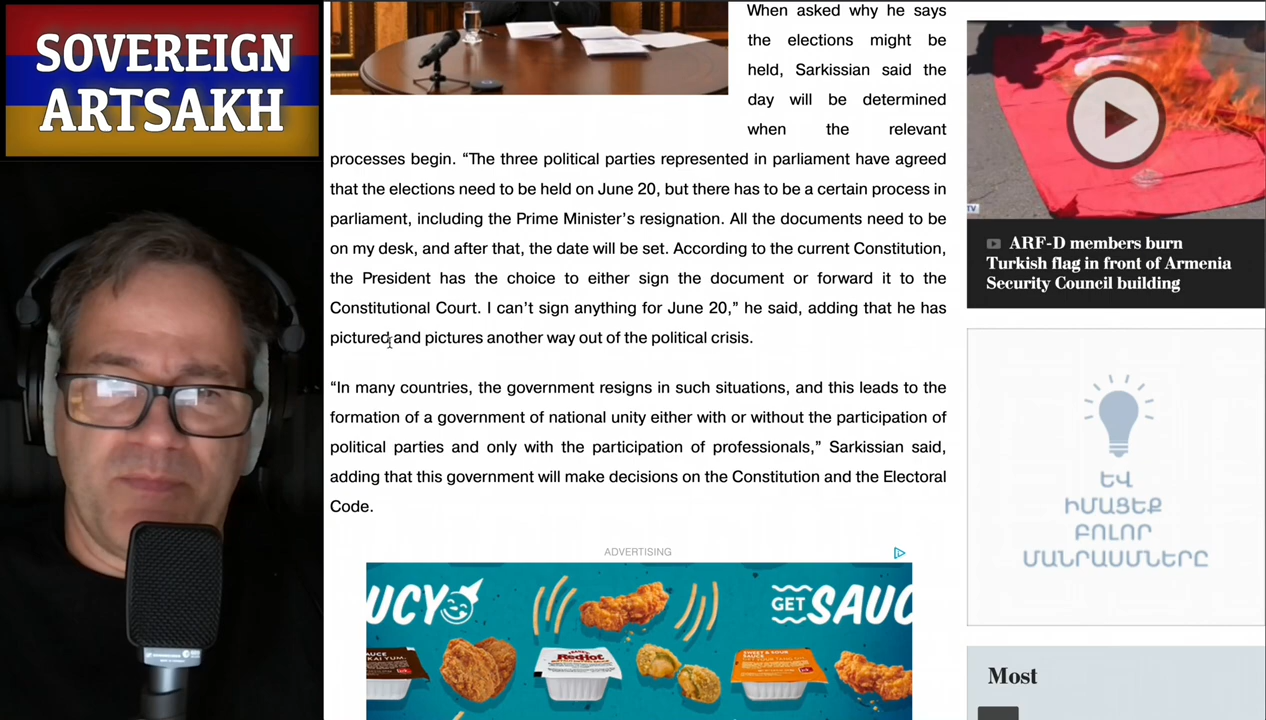 SOVEREIGN
ARTSAKH
When asked why he says
the elections might be
held, Sarkissian said the
day will be determined
when the relevant
processes begin. “The three political parties represented in parliament have agreed
that the elections need to be held on June 20, but there has to be a certain process in
parliament, including the Prime Minister’s resignation. All the documents need to be
on my desk, and after that, the date will be set. According to the current Constitution,
the President has the choice to either sign the document or forward it to the
Constitutional Court. I can’t sign anything for June 20,” he said, adding that he has
pictured and pictures another way out of the political crisis.
“In many countries, the government resigns in such situations, and this leads to the
formation of a government of national unity either with or without the participation of
political parties and only with the participation of professionals,” Sarkissian said,
adding that this government will make decisions on the Constitution and the Electoral
Code.
ADVERTISING
UCY
GET SAUC
SAUCE
KAI YUM.
RedHot
SWEET & SOUR
SAUCE
TV
ARF-D members burn
Turkish flag in front of Armenia
Security Council building
ԵՎ
ԻՄԱՑԵՔ
ԲՈԼՈՐ
ՄԱՆՐԱՄԱՍՆԵՐԸ
Most